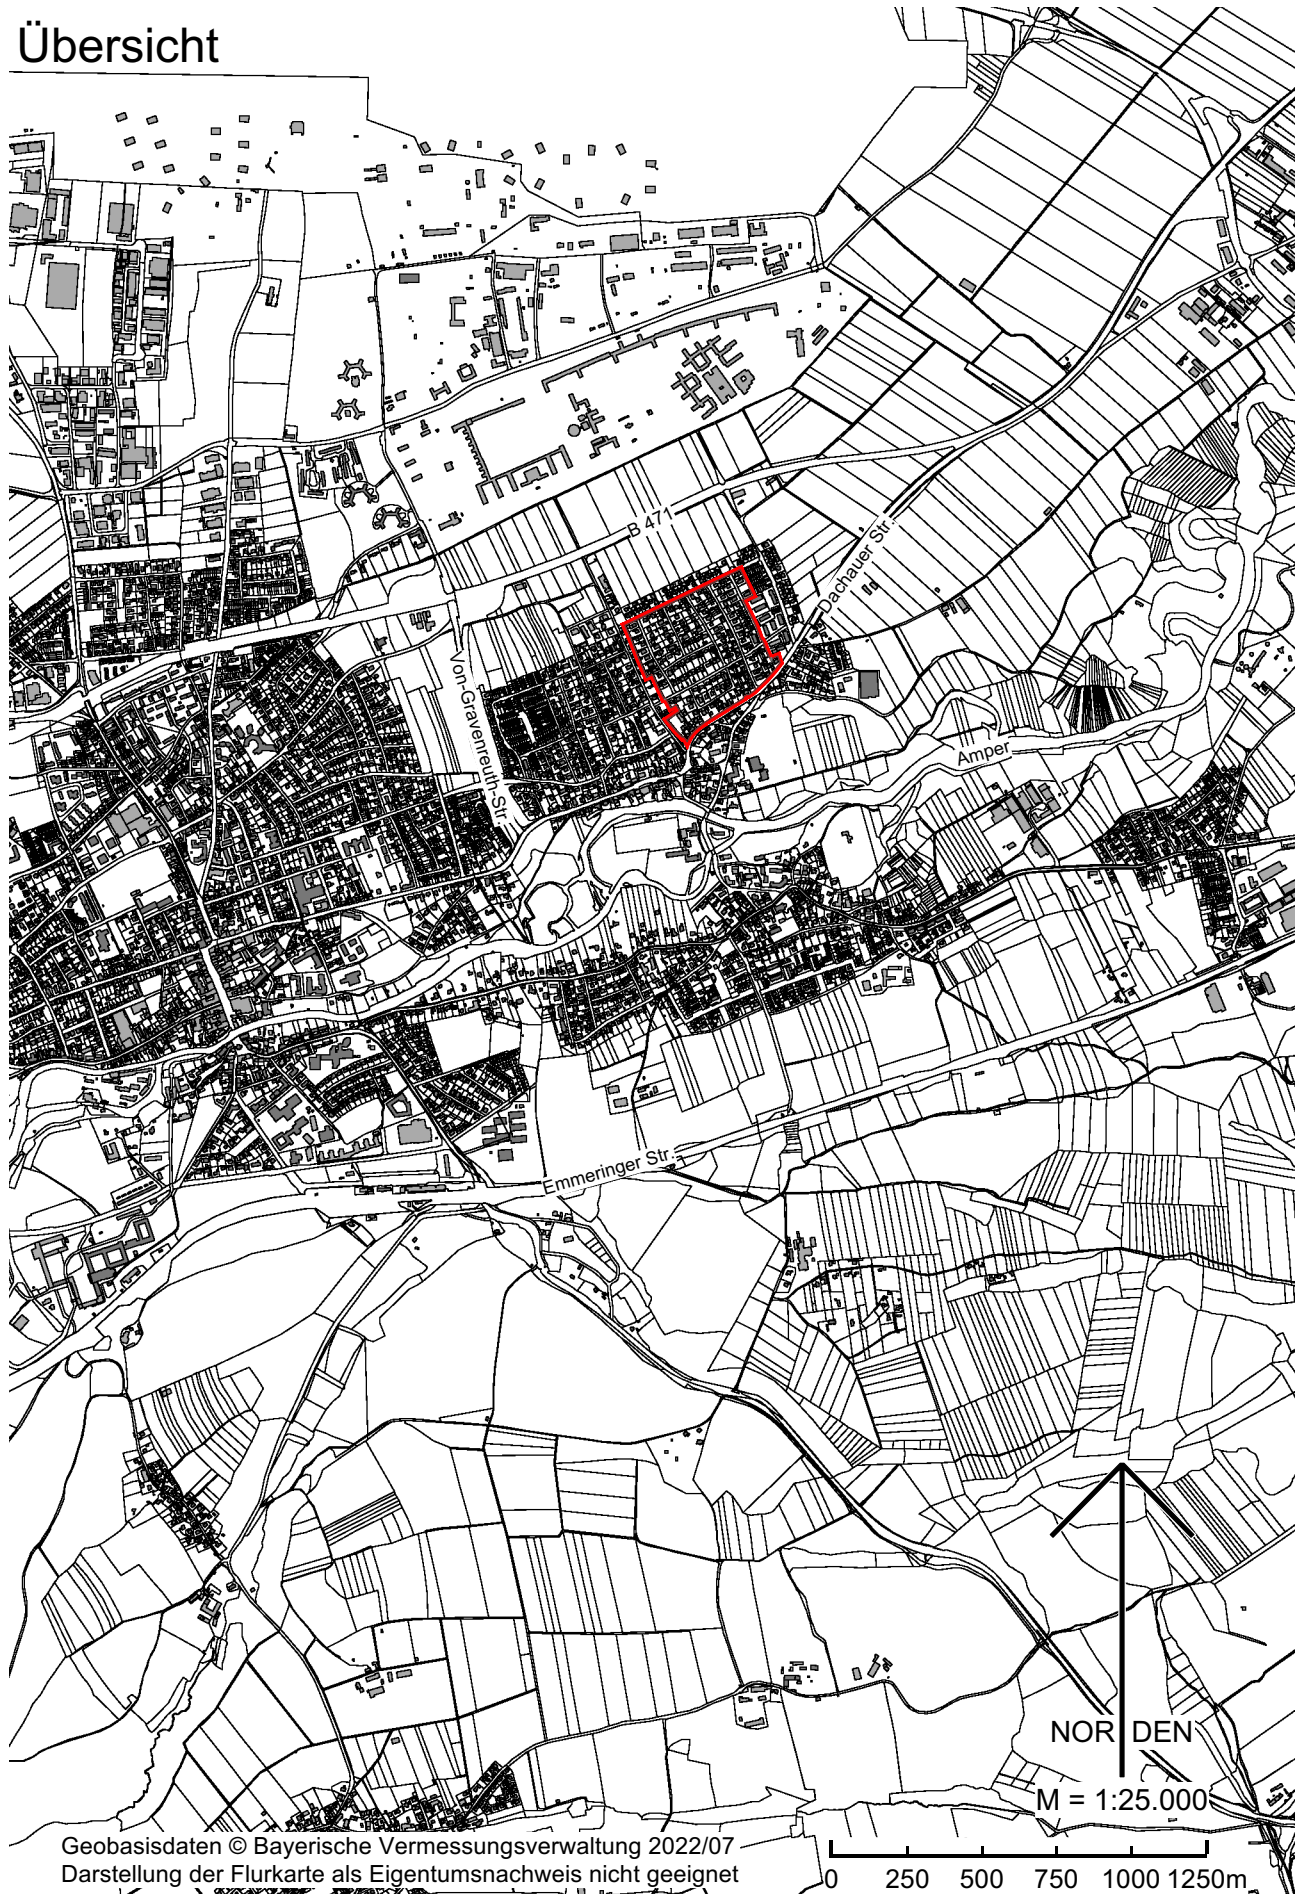 Übersicht
B 471
Dachauer Str.
Von-Gravenreuth-Str.
Amper
Emmeringer Str.
NORDEN
M = 1:25.000
Geobasisdaten © Bayerische Vermessungsverwaltung 2022/07
Darstellung der Flurkarte als Eigentumsnachweis nicht geeignet
0 250 500 750 1000 1250m